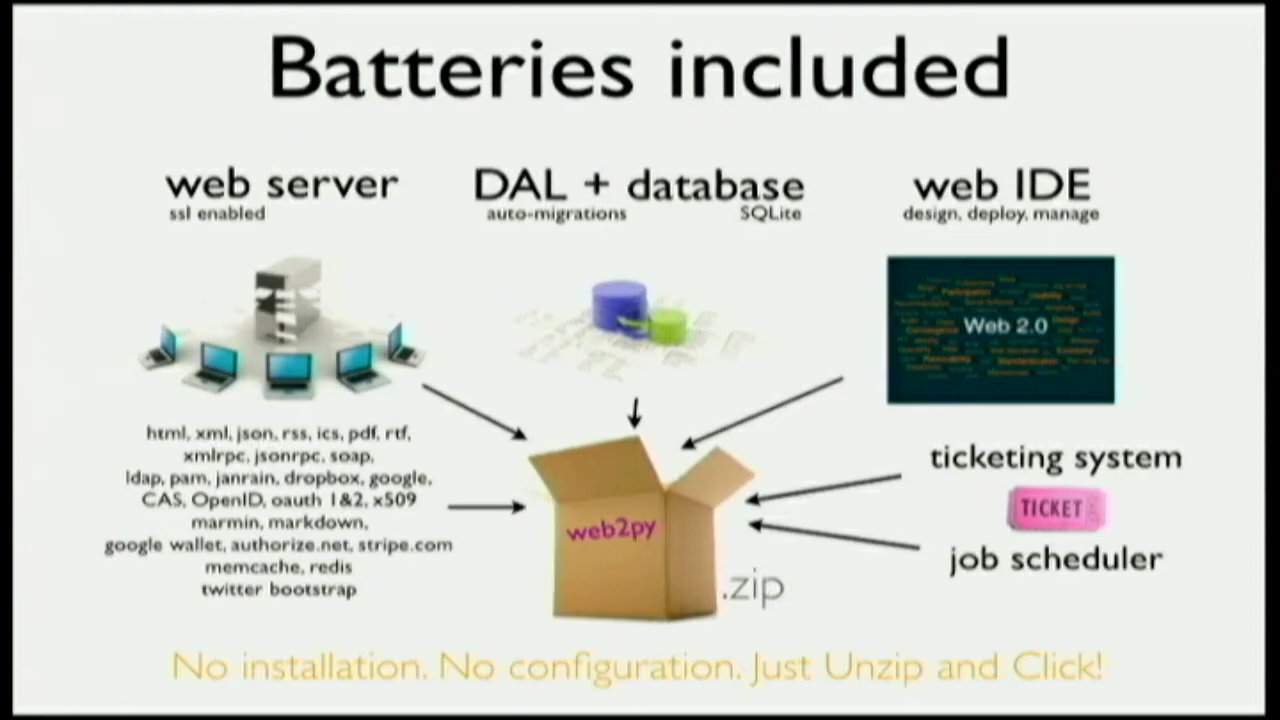 Batteries included
web server
ssl enabled
DAL + database
auto-migrations SQLite
web IDE
design, deploy, manage
Web 2.0
html, xml, json, rss, ics, pdf, rtf,
xmlrpc, jsonrpc, soap,
ldap, pam, janrain, dropbox, google,
CAS, OpenID, oauth 1&2, x509
marmin, markdown,
google wallet, authorize.net, stripe.com
memcache, redis
twitter bootstrap
web2py
.zip
ticketing system
TICKET
job scheduler
No installation. No configuration. Just Unzip and Click!